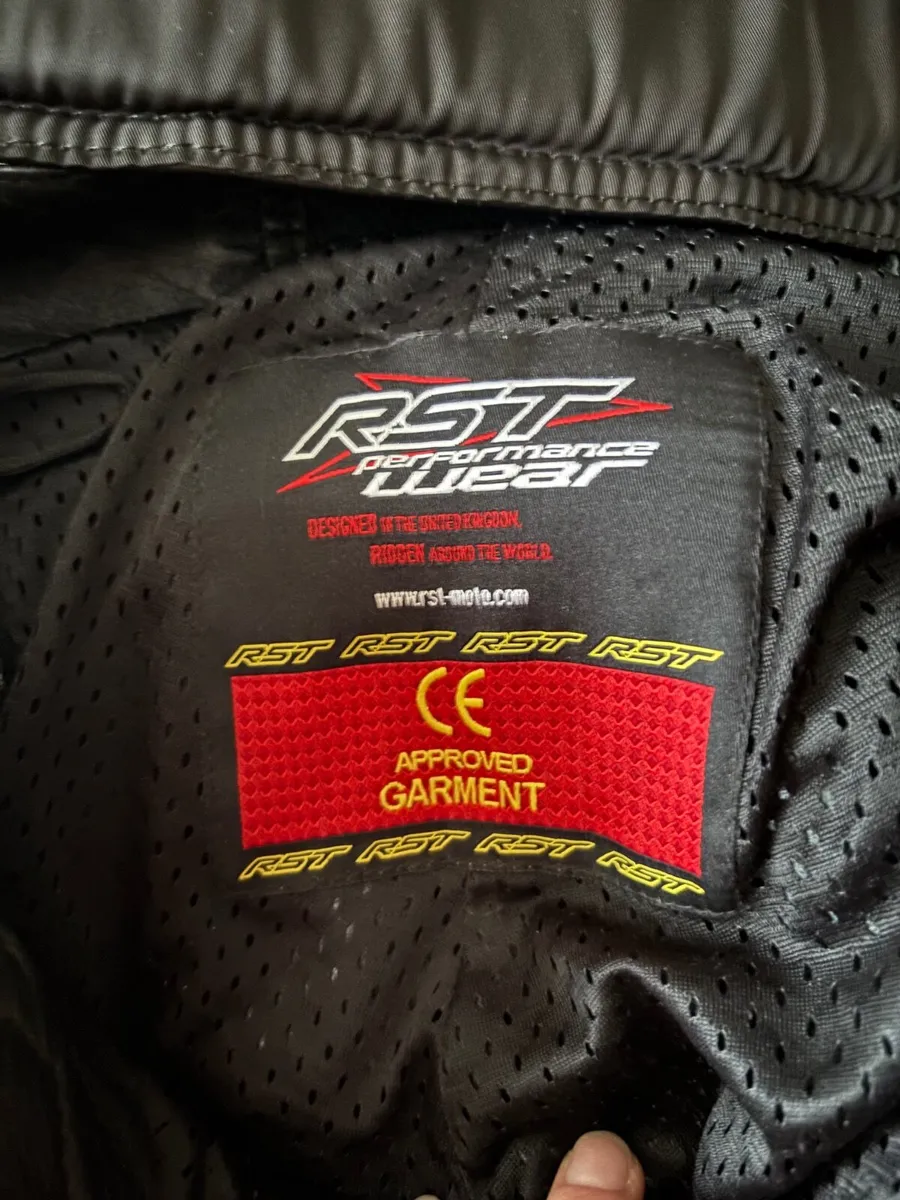 RST
performance
wear
DESIGNED IN THE UNITED KINGDOM,
RIDDEN AROUND THE WORLD.
www.rst-moto.com
RST RST RST RST
CE
APPROVED
GARMENT
RST RST RST RST